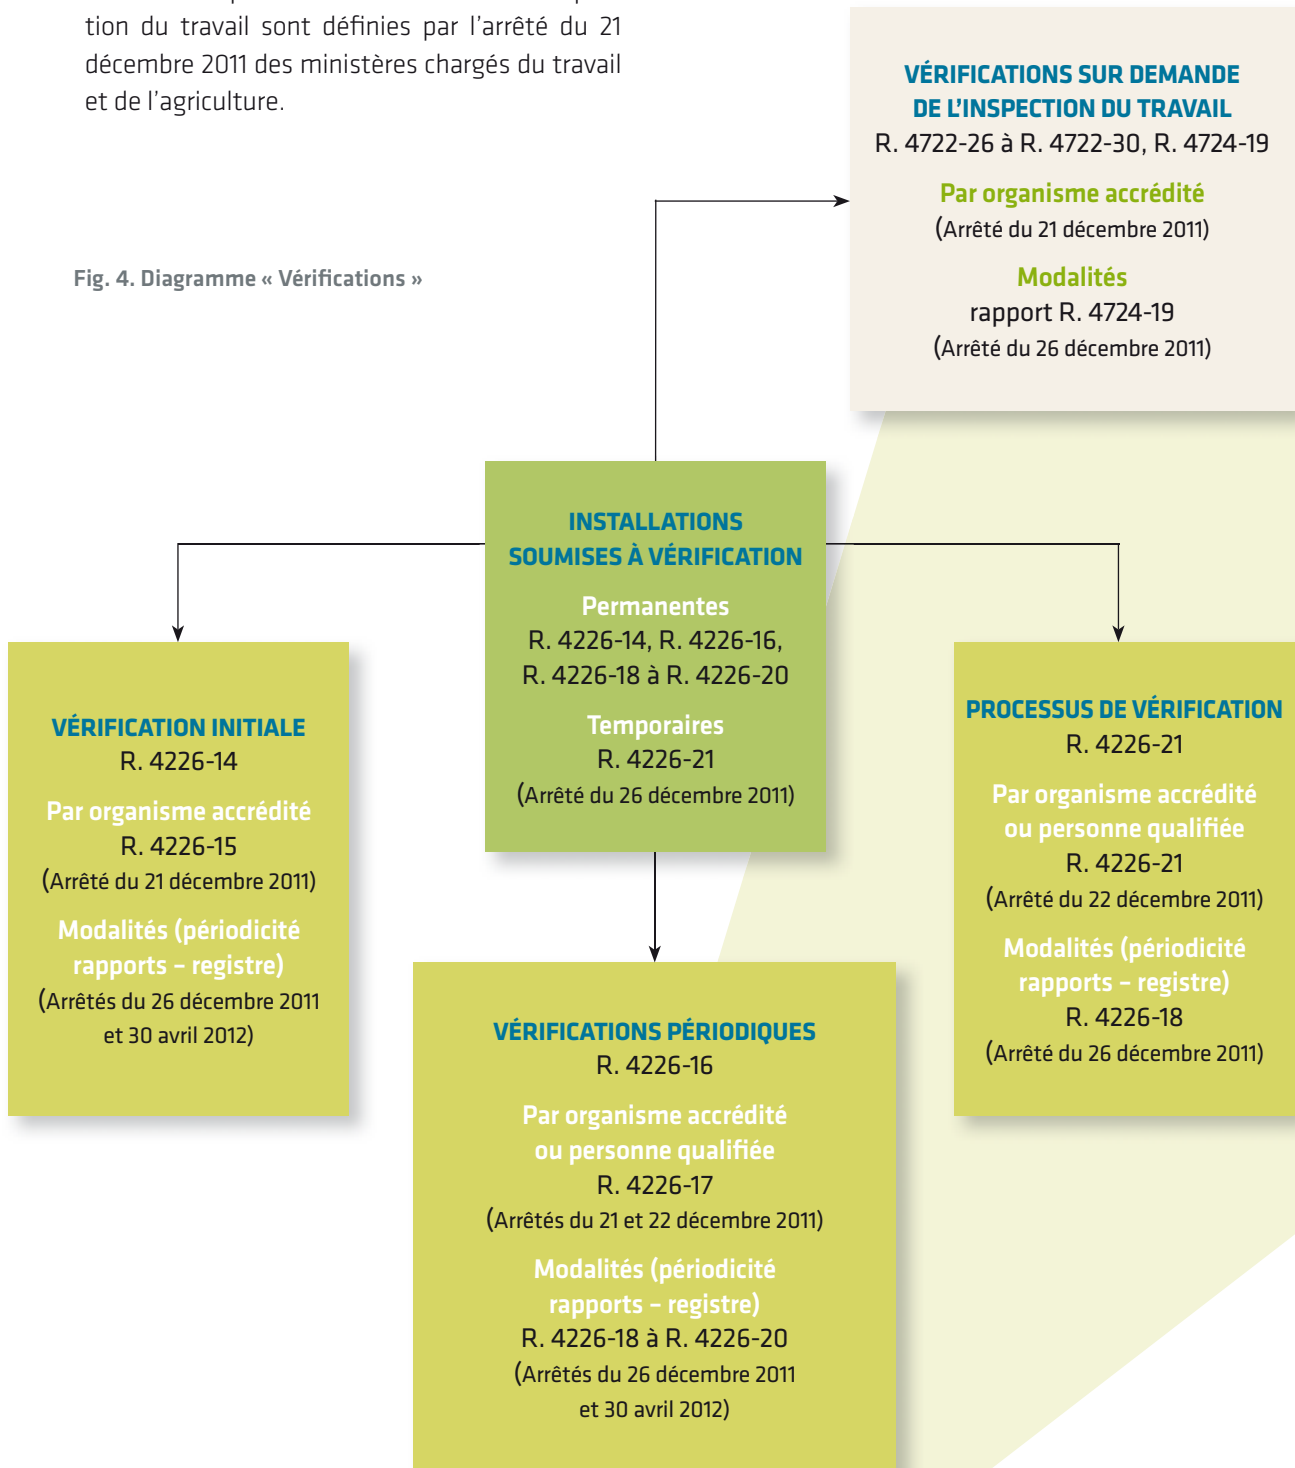 tion du travail sont définies par l’arrêté du 21
décembre 2011 des ministères chargés du travail
et de l’agriculture.
Fig. 4. Diagramme « Vérifications »
VÉRIFICATIONS SUR DEMANDE
DE L’INSPECTION DU TRAVAIL
R. 4722-26 à R. 4722-30, R. 4724-19
Par organisme accrédité
(Arrêté du 21 décembre 2011)
Modalités
rapport R. 4724-19
(Arrêté du 26 décembre 2011)
INSTALLATIONS
SOUMISES À VÉRIFICATION
Permanentes
R. 4226-14, R. 4226-16,
R. 4226-18 à R. 4226-20
Temporaires
R. 4226-21
(Arrêté du 26 décembre 2011)
VÉRIFICATION INITIALE
R. 4226-14
Par organisme accrédité
R. 4226-15
(Arrêté du 21 décembre 2011)
Modalités (périodicité
rapports – registre)
(Arrêtés du 26 décembre 2011
et 30 avril 2012)
VÉRIFICATIONS PÉRIODIQUES
R. 4226-16
Par organisme accrédité
ou personne qualifiée
R. 4226-17
(Arrêtés du 21 et 22 décembre 2011)
Modalités (périodicité
rapports – registre)
R. 4226-18 à R. 4226-20
(Arrêtés du 26 décembre 2011
et 30 avril 2012)
PROCESSUS DE VÉRIFICATION
R. 4226-21
Par organisme accrédité
ou personne qualifiée
R. 4226-21
(Arrêté du 22 décembre 2011)
Modalités (périodicité
rapports – registre)
R. 4226-18
(Arrêté du 26 décembre 2011)